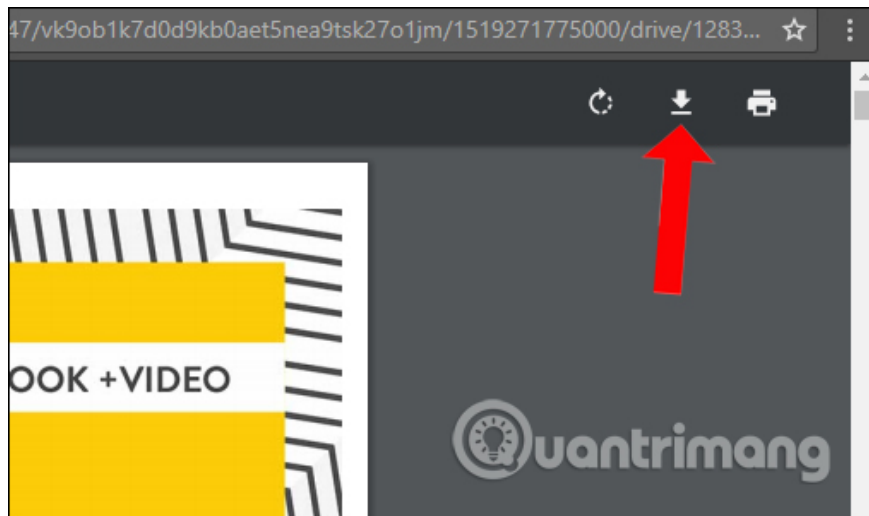 47/vk9ob1k7d0d9kb0aet5nea9tsk27o1jm/1519271775000/drive/1283...
OOK +VIDEO
Quantrimang